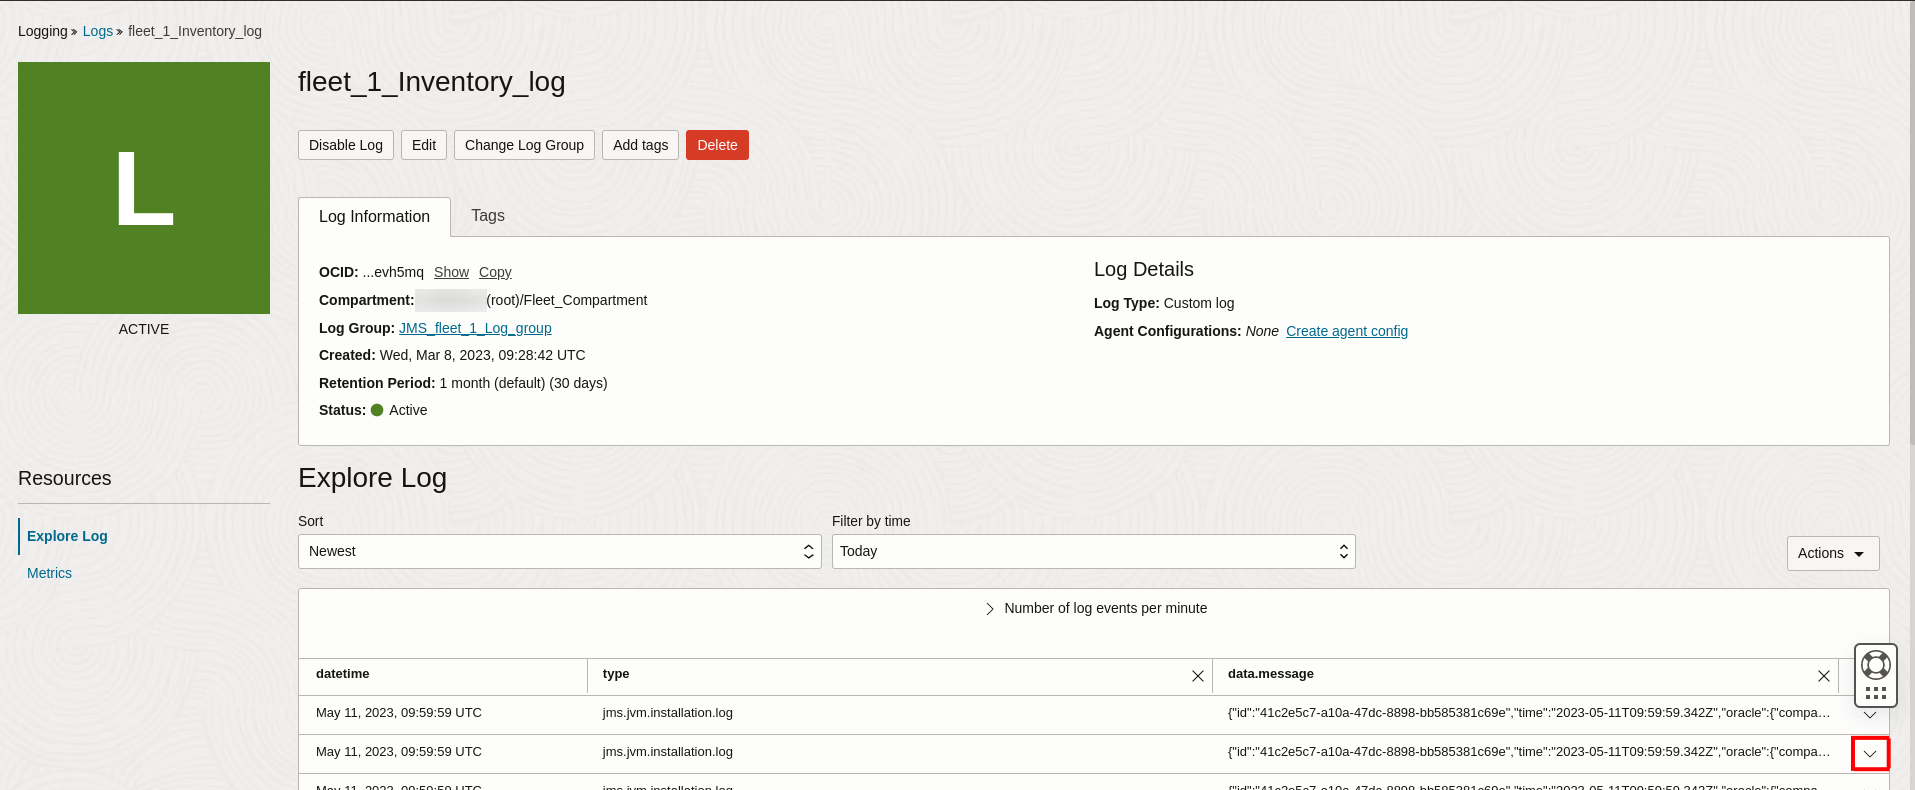 Logging » Logs » fleet_1_Inventory_log
L
ACTIVE
fleet_1_Inventory_log
Disable Log Edit Change Log Group Add tags Delete
Log Information Tags
OCID: ...evh5mq Show Copy
Compartment: (root)/Fleet_Compartment
Log Group: JMS_fleet_1_Log_group
Created: Wed, Mar 8, 2023, 09:28:42 UTC
Retention Period: 1 month (default) (30 days)
Status: Active
Log Details
Log Type: Custom log
Agent Configurations: None Create agent config
Resources
Explore Log
Metrics
Explore Log
Sort Filter by time
Newest Today Actions
Number of log events per minute
datetime type data.message
May 11, 2023, 09:59:59 UTC jms.jvm.installation.log {"id":"41c2e5c7-a10a-47dc-8898-bb585381c69e","time":"2023-05-11T09:59:59.342Z","oracle":{"compa…
May 11, 2023, 09:59:59 UTC jms.jvm.installation.log {"id":"41c2e5c7-a10a-47dc-8898-bb585381c69e","time":"2023-05-11T09:59:59.342Z","oracle":{"compa…